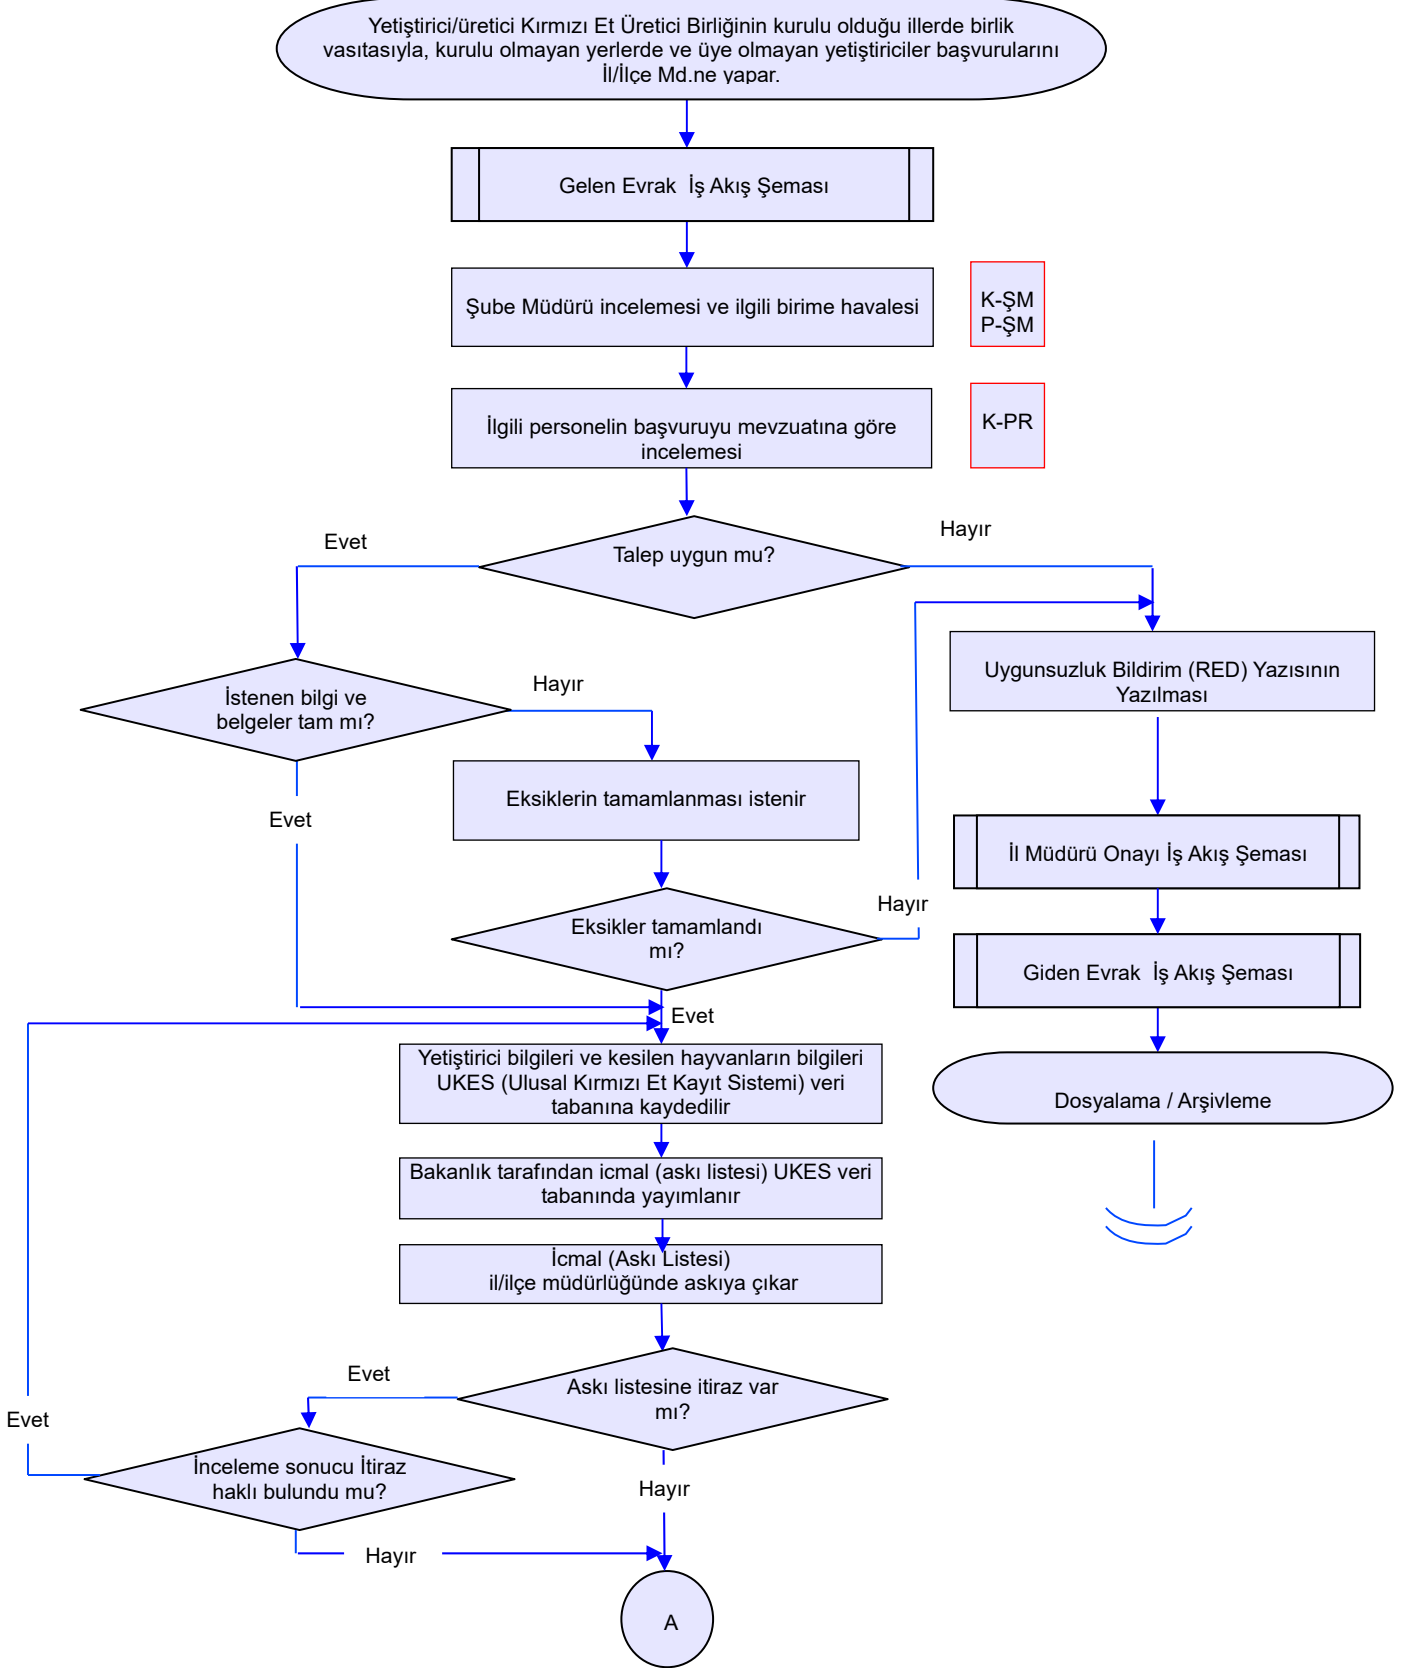 Yetiştirici/üretici Kırmızı Et Üretici Birliğinin kurulu olduğu illerde birlik
vasıtasıyla, kurulu olmayan yerlerde ve üye olmayan yetiştiriciler başvurularını
İl/İlçe Md.ne yapar.
Gelen Evrak  İş Akış Şeması
Şube Müdürü incelemesi ve ilgili birime havalesi
K-ŞM
P-ŞM
İlgili personelin başvuruyu mevzuatına göre
incelemesi
K-PR
Talep uygun mu?
Evet
Hayır
İstenen bilgi ve
belgeler tam mı?
Hayır
Uygunsuzluk Bildirim (RED) Yazısının
Yazılması
Eksiklerin tamamlanması istenir
Evet
İl Müdürü Onayı İş Akış Şeması
Eksikler tamamlandı
mı?
Hayır
Giden Evrak  İş Akış Şeması
Evet
Yetiştirici bilgileri ve kesilen hayvanların bilgileri
UKES (Ulusal Kırmızı Et Kayıt Sistemi) veri
tabanına kaydedilir
Dosyalama / Arşivleme
Bakanlık tarafından icmal (askı listesi) UKES veri
tabanında yayımlanır
İcmal (Askı Listesi)
il/ilçe müdürlüğünde askıya çıkar
Askı listesine itiraz var
mı?
Evet
Evet
İnceleme sonucu İtiraz
haklı bulundu mu?
Hayır
Hayır
A